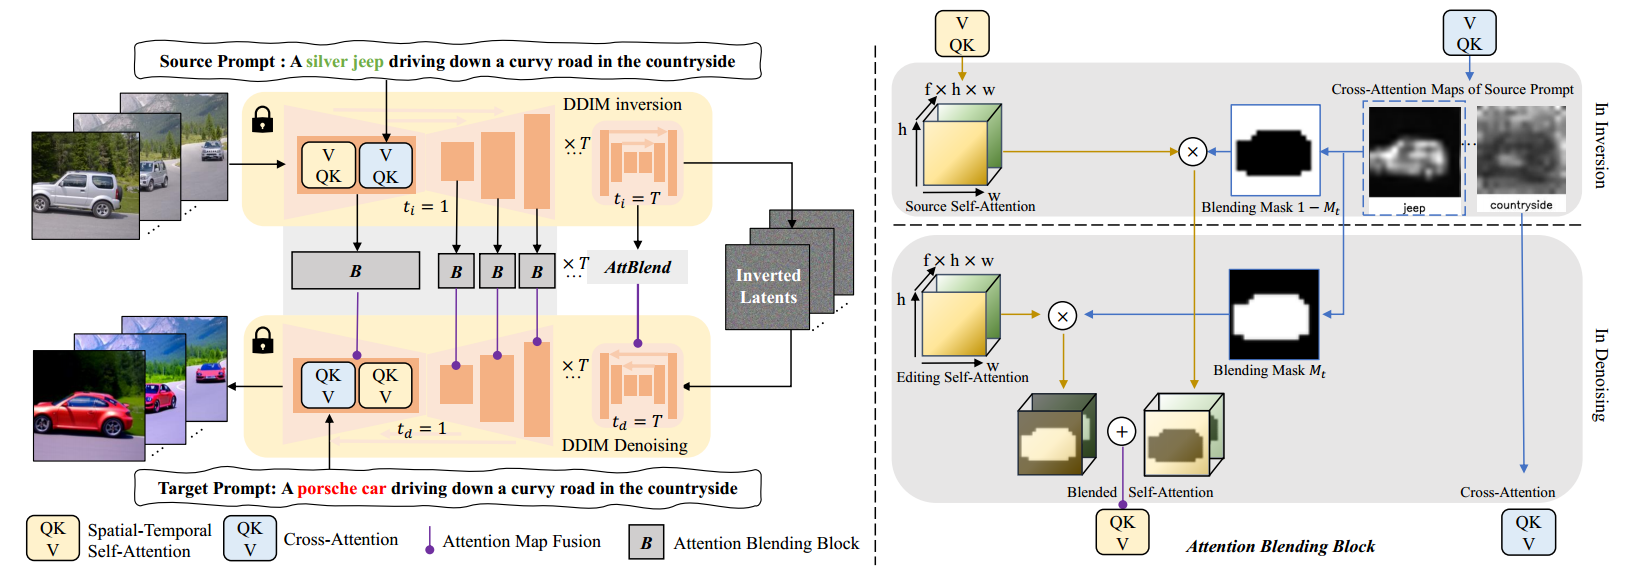 Source Prompt : A silver jeep driving down a curvy road in the countryside
DDIM inversion
V
QK
V
QK
× T
...
t_i = 1
t_i = T
B
B
B
B
× T
...
AttBlend
Inverted
Latents
QK
V
QK
V
× T
...
t_d = 1
t_d = T
DDIM Denoising
Target Prompt: A porsche car driving down a curvy road in the countryside
QK
V
Spatial-Temporal
Self-Attention
QK
V
Cross-Attention
Attention Map Fusion
B
Attention Blending Block
V
QK
V
QK
f × h × w
h
w
Source Self-Attention
×
Blending Mask 1 − M_t
Cross-Attention Maps of Source Prompt
jeep
...
countryside
In Inversion
f × h × w
h
w
Editing Self-Attention
×
Blending Mask M_t
+
Blended Self-Attention
Cross-Attention
In Denoising
QK
V
Attention Blending Block
QK
V